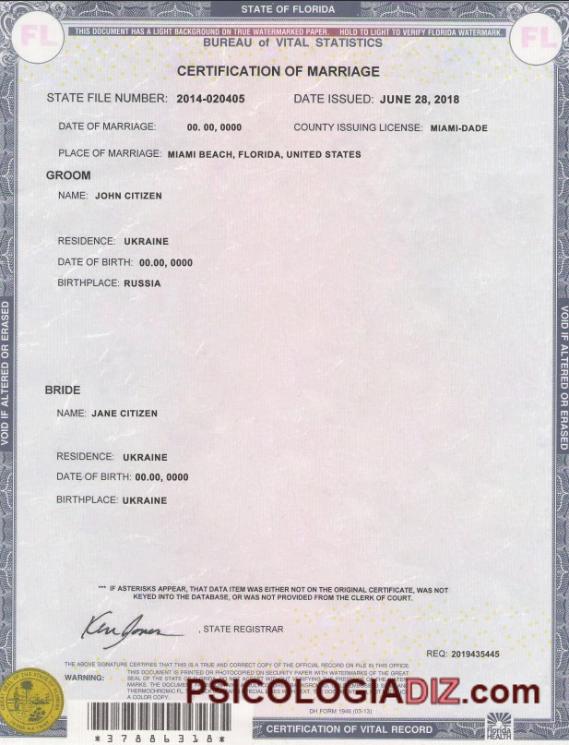 STATE OF FLORIDA
THIS DOCUMENT HAS A LIGHT BACKGROUND ON TRUE WATERMARKED PAPER. HOLD TO LIGHT TO VERIFY FLORIDA WATERMARK.
FL FL
BUREAU of VITAL STATISTICS
CERTIFICATION OF MARRIAGE
STATE FILE NUMBER: 2014-020405 DATE ISSUED: JUNE 28, 2018
DATE OF MARRIAGE: 00. 00, 0000 COUNTY ISSUING LICENSE: MIAMI-DADE
PLACE OF MARRIAGE: MIAMI BEACH, FLORIDA, UNITED STATES
GROOM
NAME: JOHN CITIZEN
RESIDENCE: UKRAINE
DATE OF BIRTH: 00.00, 0000
BIRTHPLACE: RUSSIA
VOID IF ALTERED OR ERASED
VOID IF ALTERED OR ERASED
BRIDE
NAME: JANE CITIZEN
RESIDENCE: UKRAINE
DATE OF BIRTH: 00.00, 0000
BIRTHPLACE: UKRAINE
*** IF ASTERISKS APPEAR, THAT DATA ITEM WAS EITHER NOT ON THE ORIGINAL CERTIFICATE, WAS NOT
KEYED INTO THE DATABASE, OR WAS NOT PROVIDED FROM THE CLERK OF COURT.
Ken Jones , STATE REGISTRAR
REQ: 2019435445
THE ABOVE SIGNATURE CERTIFIES THAT THIS IS A TRUE AND CORRECT COPY OF THE OFFICIAL RECORD ON FILE IN THIS OFFICE.
WARNING: THIS DOCUMENT IS PRINTED OR PHOTOCOPIED ON SECURITY PAPER WITH WATERMARKS OF THE GREAT
SEAL OF THE STATE OF
MARKS. THE DOCUMENT
THERMOCHROMIC FL.
A COLOR COPY.
PSICOLOGIADIZ.com
DH FORM 1946 (03-13)
*37886318*
CERTIFICATION OF VITAL RECORD
Florida
HEALTH